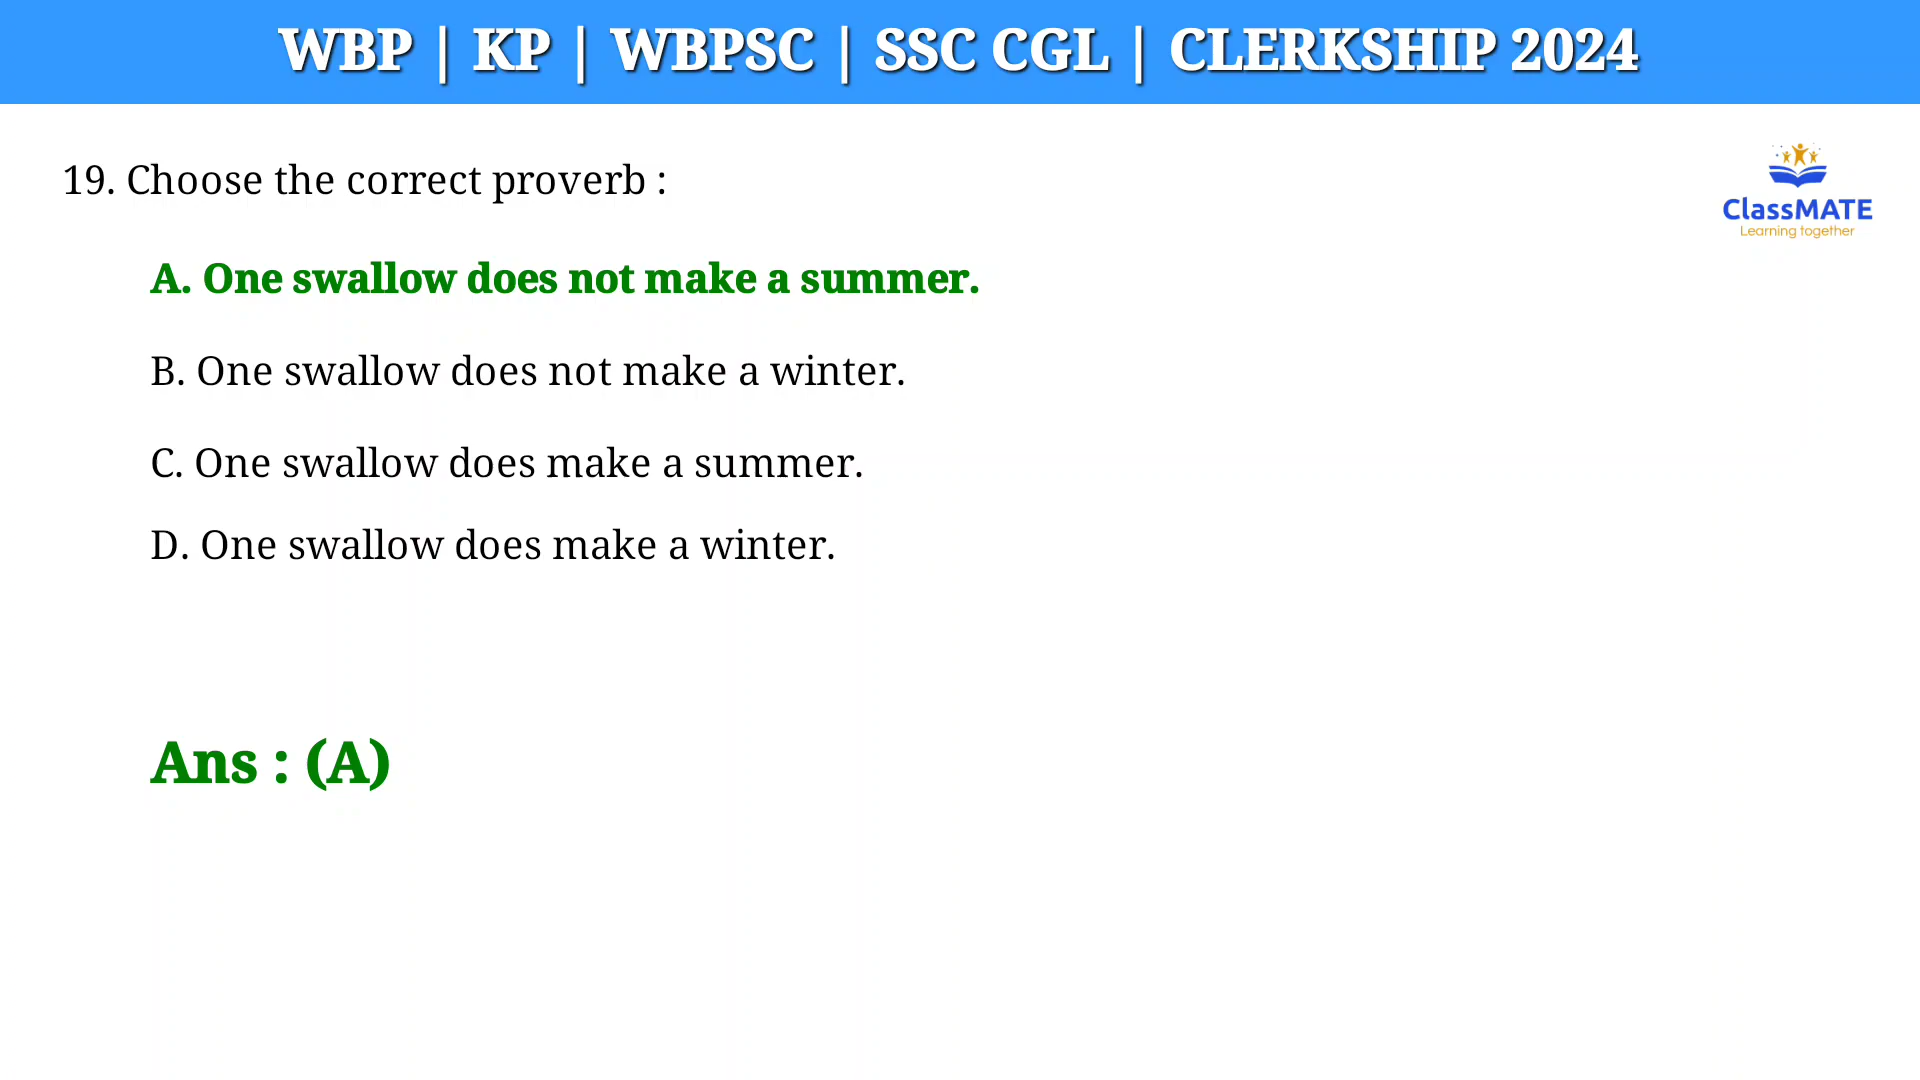 WBP | KP | WBPSC | SSC CGL | CLERKSHIP 2024
19. Choose the correct proverb :
ClassMATE
Learning together
A. One swallow does not make a summer.
B. One swallow does not make a winter.
C. One swallow does make a summer.
D. One swallow does make a winter.
Ans : (A)